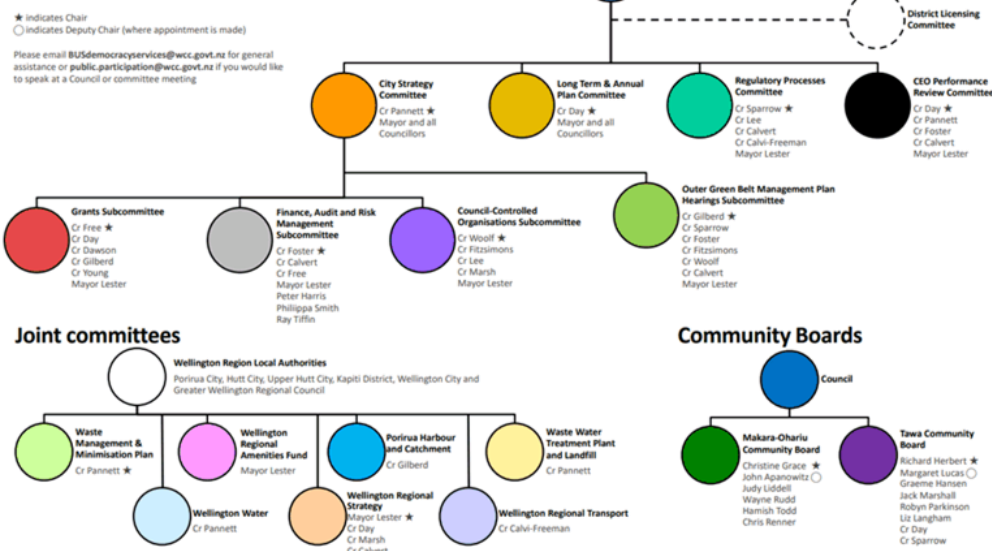 ★ indicates Chair
○ indicates Deputy Chair (where appointment is made)
Please email BUSdemocracyservices@wcc.govt.nz for general
assistance or public.participation@wcc.govt.nz if you would like
to speak at a Council or committee meeting
District Licensing
Committee
City Strategy
Committee
Cr Pannett ★
Mayor and all
Councillors
Long Term & Annual
Plan Committee
Cr Day ★
Mayor and all
Councillors
Regulatory Processes
Committee
Cr Sparrow ★
Cr Lee
Cr Calvert
Cr Calvi-Freeman
Mayor Lester
CEO Performance
Review Committee
Cr Day ★
Cr Pannett
Cr Foster
Cr Calvert
Mayor Lester
Grants Subcommittee
Cr Free ★
Cr Day
Cr Dawson
Cr Gilberd
Cr Young
Mayor Lester
Finance, Audit and Risk
Management
Subcommittee
Cr Foster ★
Cr Calvert
Cr Free
Mayor Lester
Peter Harris
Philiippa Smith
Ray Tiffin
Council-Controlled
Organisations Subcommittee
Cr Woolf ★
Cr Fitzsimons
Cr Lee
Cr Marsh
Mayor Lester
Outer Green Belt Management Plan
Hearings Subcommittee
Cr Gilberd ★
Cr Sparrow
Cr Foster
Cr Fitzsimons
Cr Woolf
Cr Calvert
Mayor Lester
Joint committees
Wellington Region Local Authorities
Porirua City, Hutt City, Upper Hutt City, Kapiti District, Wellington City and
Greater Wellington Regional Council
Waste
Management &
Minimisation Plan
Cr Pannett ★
Wellington
Regional
Amenities Fund
Mayor Lester
Porirua Harbour
and Catchment
Cr Gilberd
Waste Water
Treatment Plant
and Landfill
Cr Pannett
Wellington Water
Cr Pannett
Wellington Regional
Strategy
Mayor Lester ★
Cr Day
Cr Marsh
Cr Calvert
Wellington Regional Transport
Cr Calvi-Freeman
Community Boards
Council
Makara-Ohariu
Community Board
Christine Grace ★
John Apanowitz ○
Judy Liddell
Wayne Rudd
Hamish Todd
Chris Renner
Tawa Community
Board
Richard Herbert ★
Margaret Lucas ○
Graeme Hansen
Jack Marshall
Robyn Parkinson
Liz Langham
Cr Day
Cr Sparrow